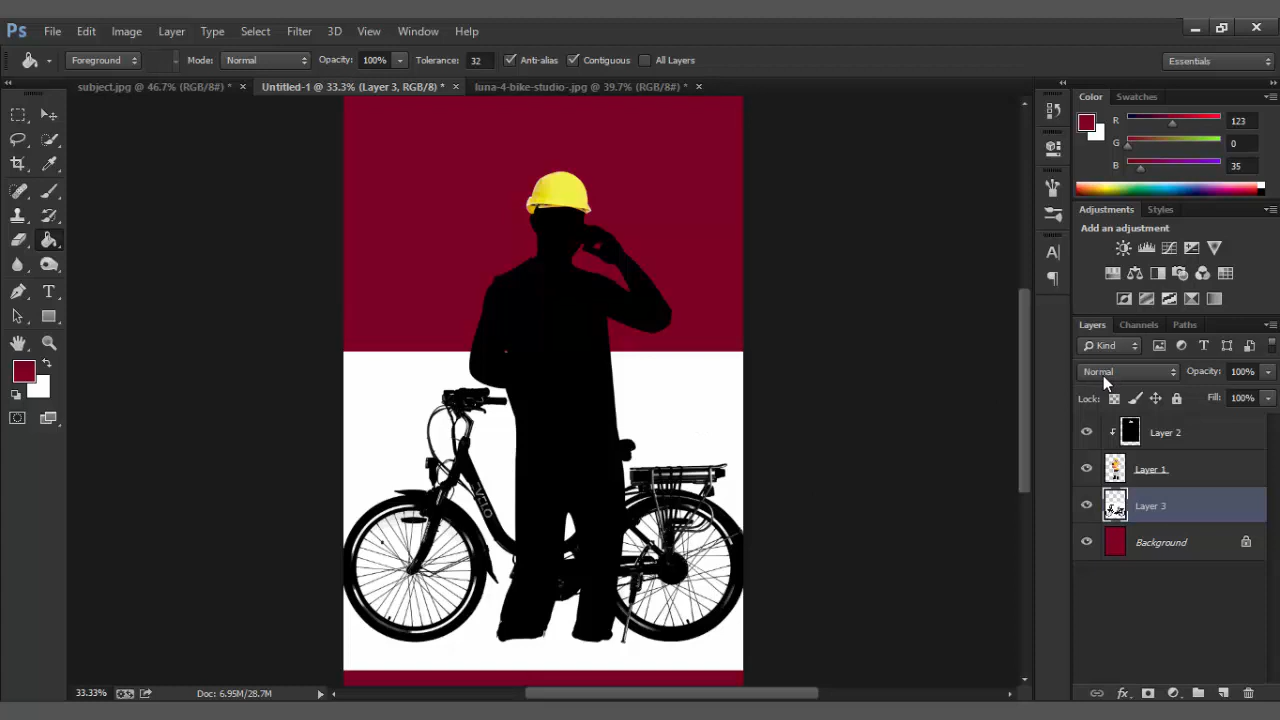 Ps File Edit Image Layer Type Select Filter 3D View Window Help
Foreground Mode: Normal Opacity: 100% Tolerance: 32 Anti-alias Contiguous All Layers Essentials
subject.jpg @ 46.7% (RGB/8#) * Untitled-1 @ 33.3% (Layer 3, RGB/8) * luna-4-bike-studio-.jpg @ 39.7% (RGB/8#) *
Color Swatches
R 123
G 0
B 35
Adjustments Styles
Add an adjustment
Layers Channels Paths
Kind
Normal Opacity: 100%
Lock: Fill: 100%
Layer 2
Layer 1
Layer 3
Background
VELO
33.33% Doc: 6.95M/28.7M